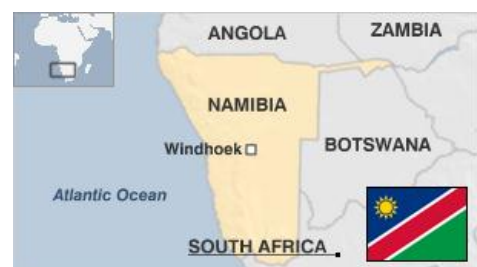 ANGOLA
ZAMBIA
NAMIBIA
Windhoek
BOTSWANA
Atlantic Ocean
SOUTH AFRICA